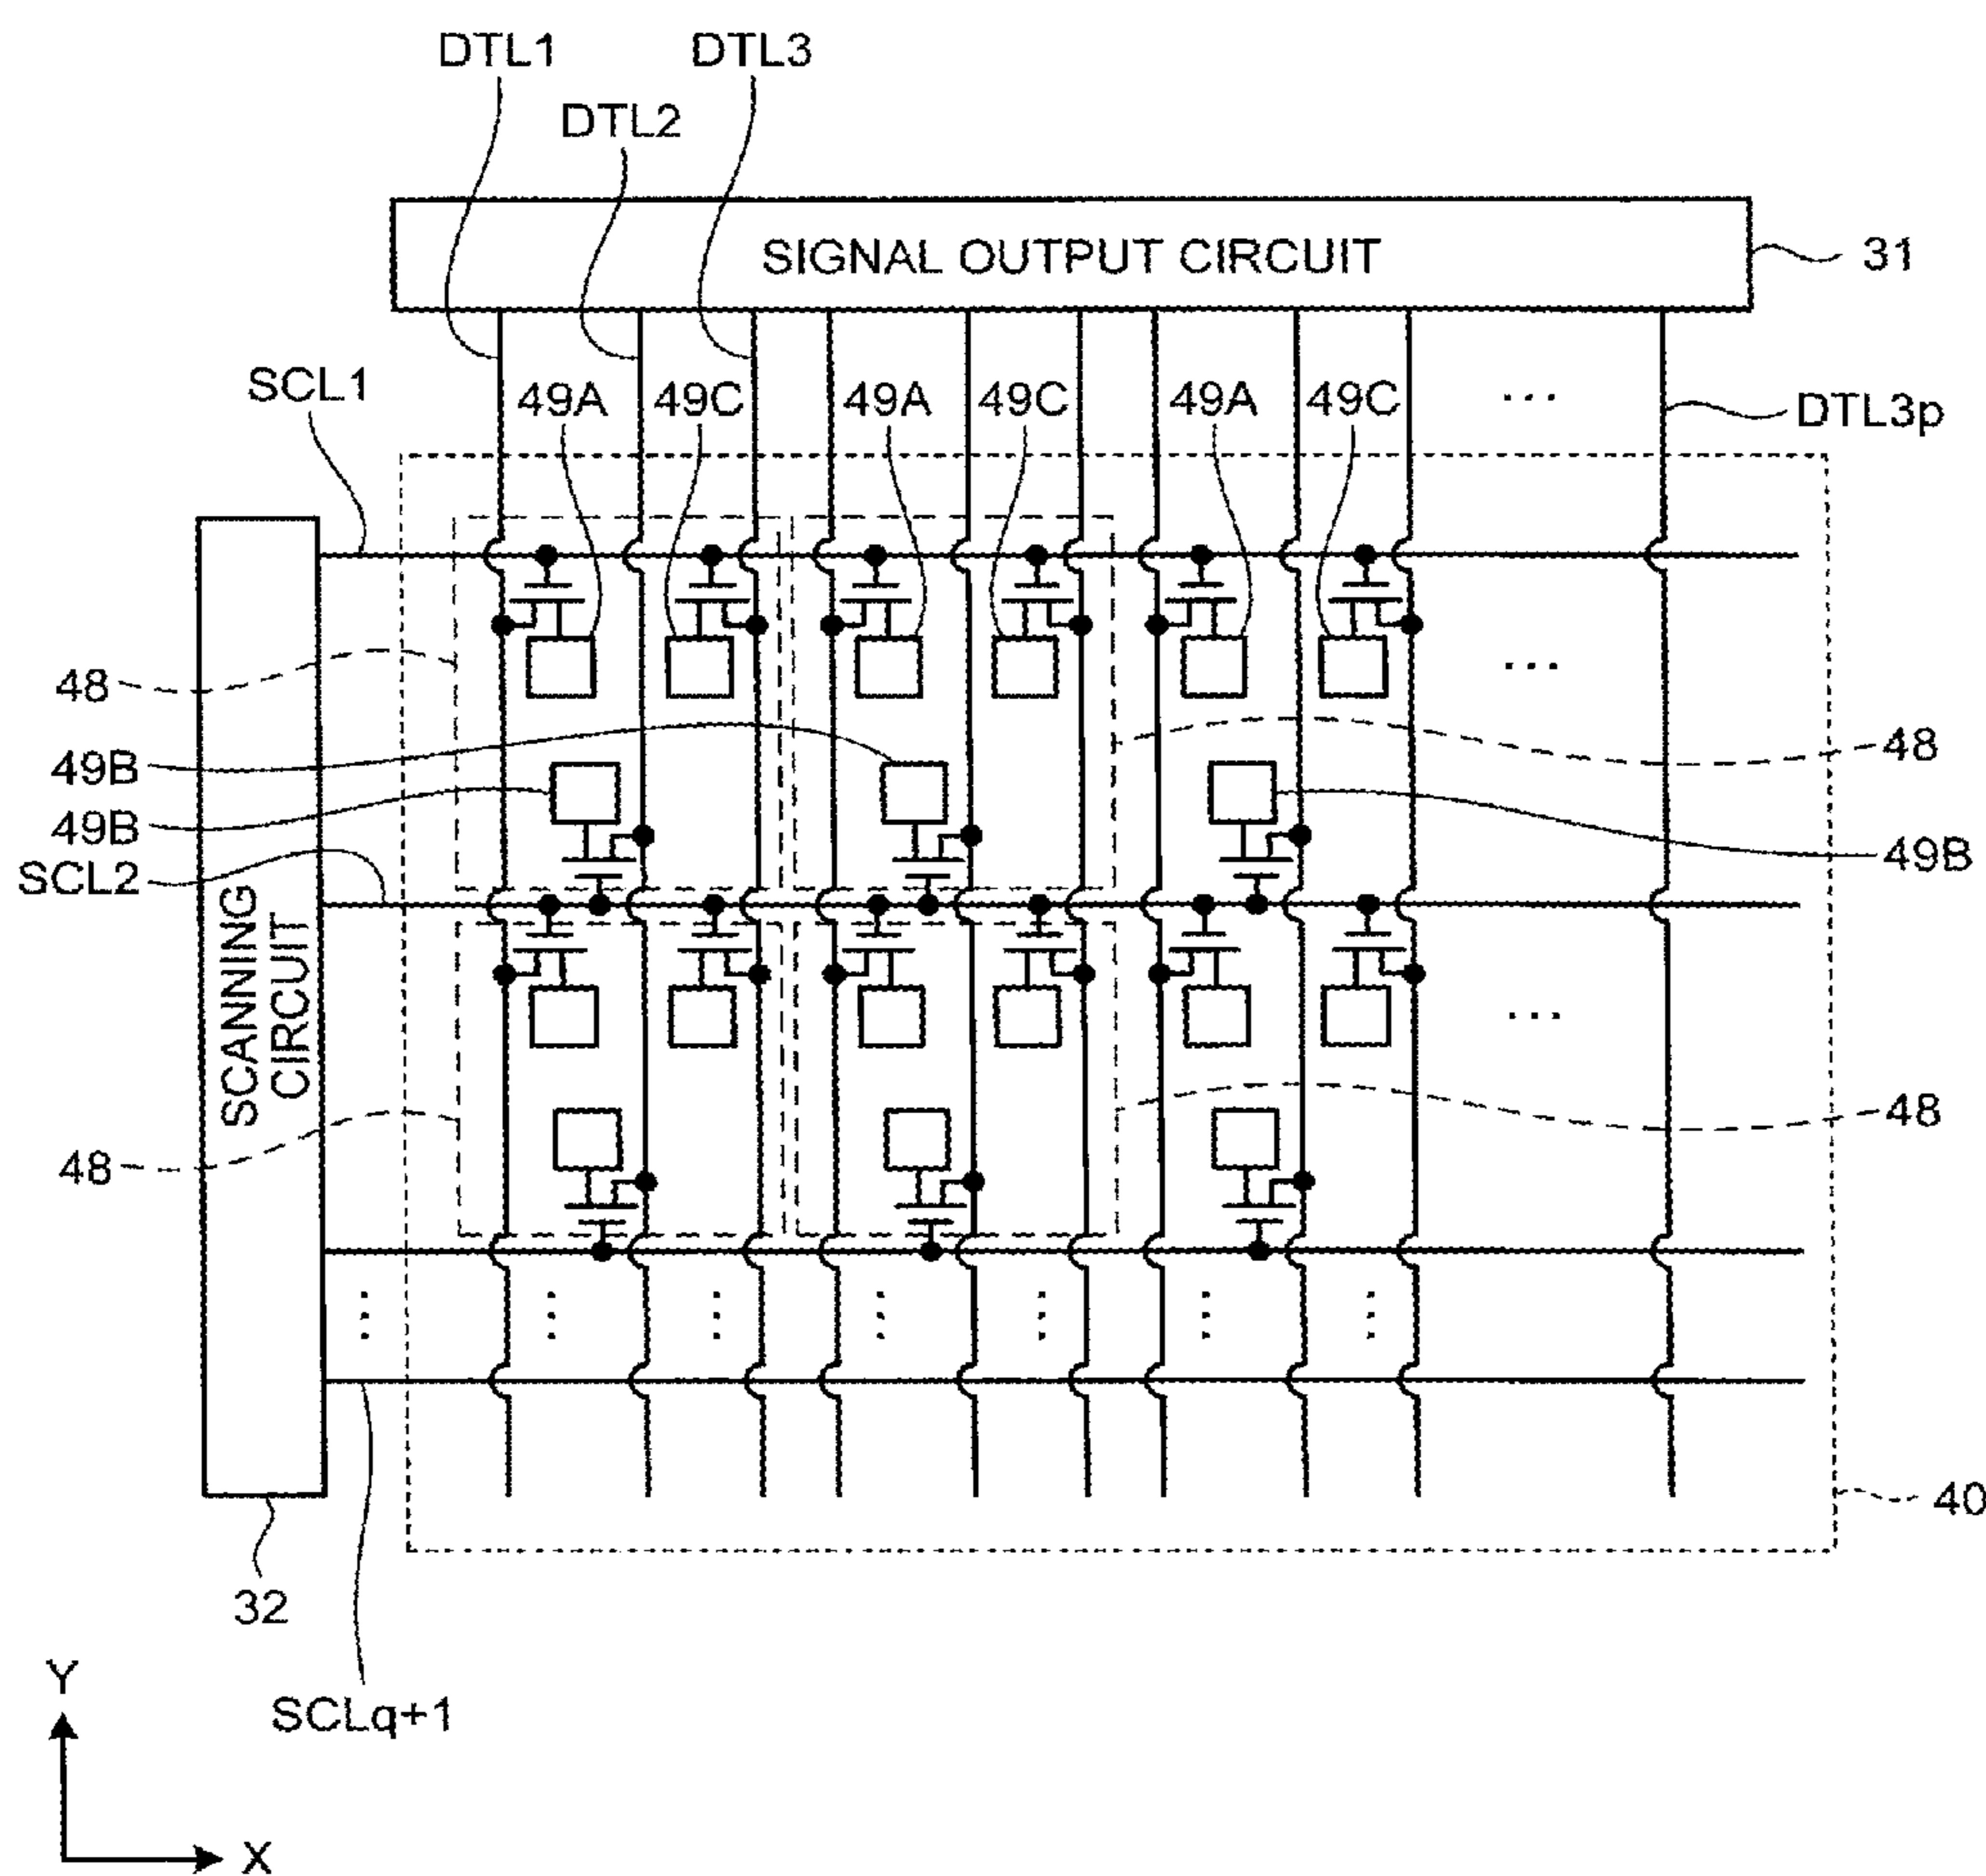 DTL1
DTL3
DTL2
SIGNAL OUTPUT CIRCUIT
31
SCL1
49A
49C
49A
49C
49A
49C
...
DTL3p
48
...
49B
48
49B
SCL2
49B
SCANNING
CIRCUIT
...
48
48
40
32
SCLq+1
Y
X